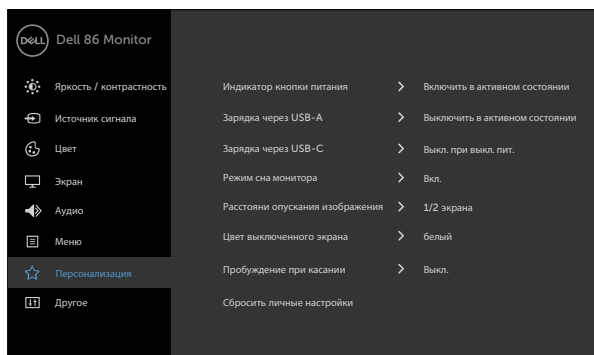 DELL Dell 86 Monitor
Яркость / контрастность
Индикатор кнопки питания Включить в активном состоянии
Источник сигнала
Зарядка через USB-A Выключить в активном состоянии
Цвет
Зарядка через USB-C Выкл. при выкл. пит.
Экран
Режим сна монитора Вкл.
Аудио
Расстояни опускания изображения 1/2 экрана
Меню
Цвет выключенного экрана белый
Персонализация
Пробуждение при касании Выкл.
Другое
Сбросить личные настройки